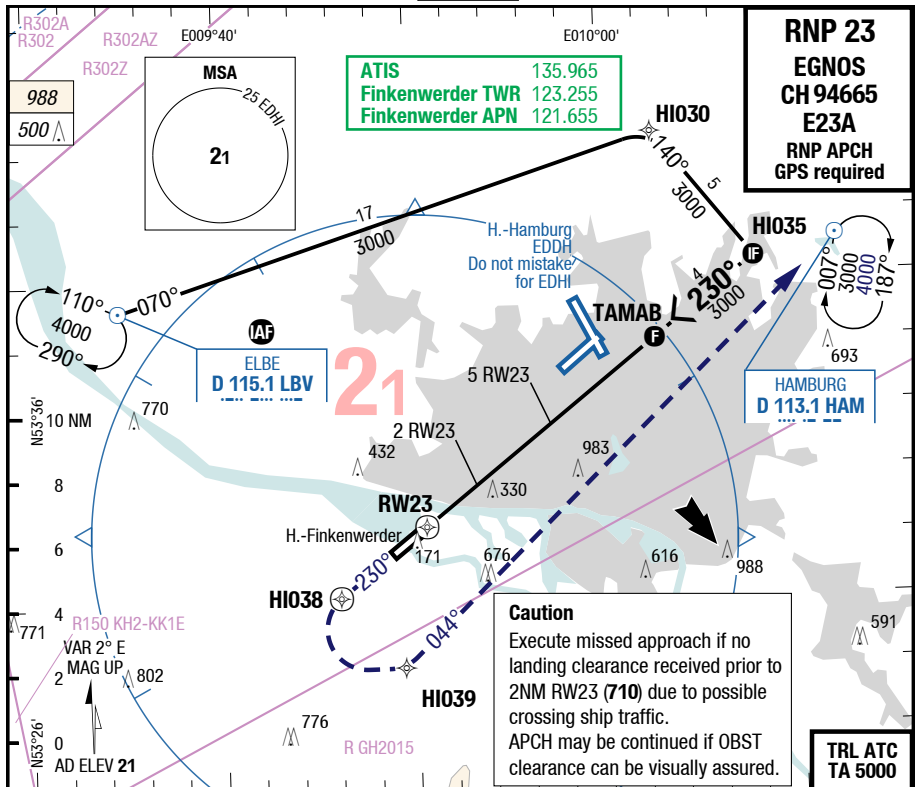 R302A
R302
R302AZ
R302Z
E009°40'
E010°00'
988
500
MSA
25 EDHI
21
ATIS 135.965
Finkenwerder TWR 123.255
Finkenwerder APN 121.655
RNP 23
EGNOS
CH 94665
E23A
RNP APCH
GPS required
HI030
140°
5
3000
HI035
IF
17
3000
H.-Hamburg
EDDH
Do not mistake
for EDHI
4
230°
3000
007°
3000
4000
187°
110°
4000
290°
070°
IAF
TAMAB
F
ELBE
D 115.1 LBV
21
693
HAMBURG
D 113.1 HAM
5 RW23
N53°36'
10 NM
770
2 RW23
432
983
8
330
RW23
H.-Finkenwerder
171
6
676
616
988
230°
HI038
4
044°
771
R150 KH2-KK1E
VAR 2° E
MAG UP
802
2
HI039
591
776
N53°26'
0
AD ELEV 21
R GH2015
Caution
Execute missed approach if no
landing clearance received prior to
2NM RW23 (710) due to possible
crossing ship traffic.
APCH may be continued if OBST
clearance can be visually assured.
TRL ATC
TA 5000